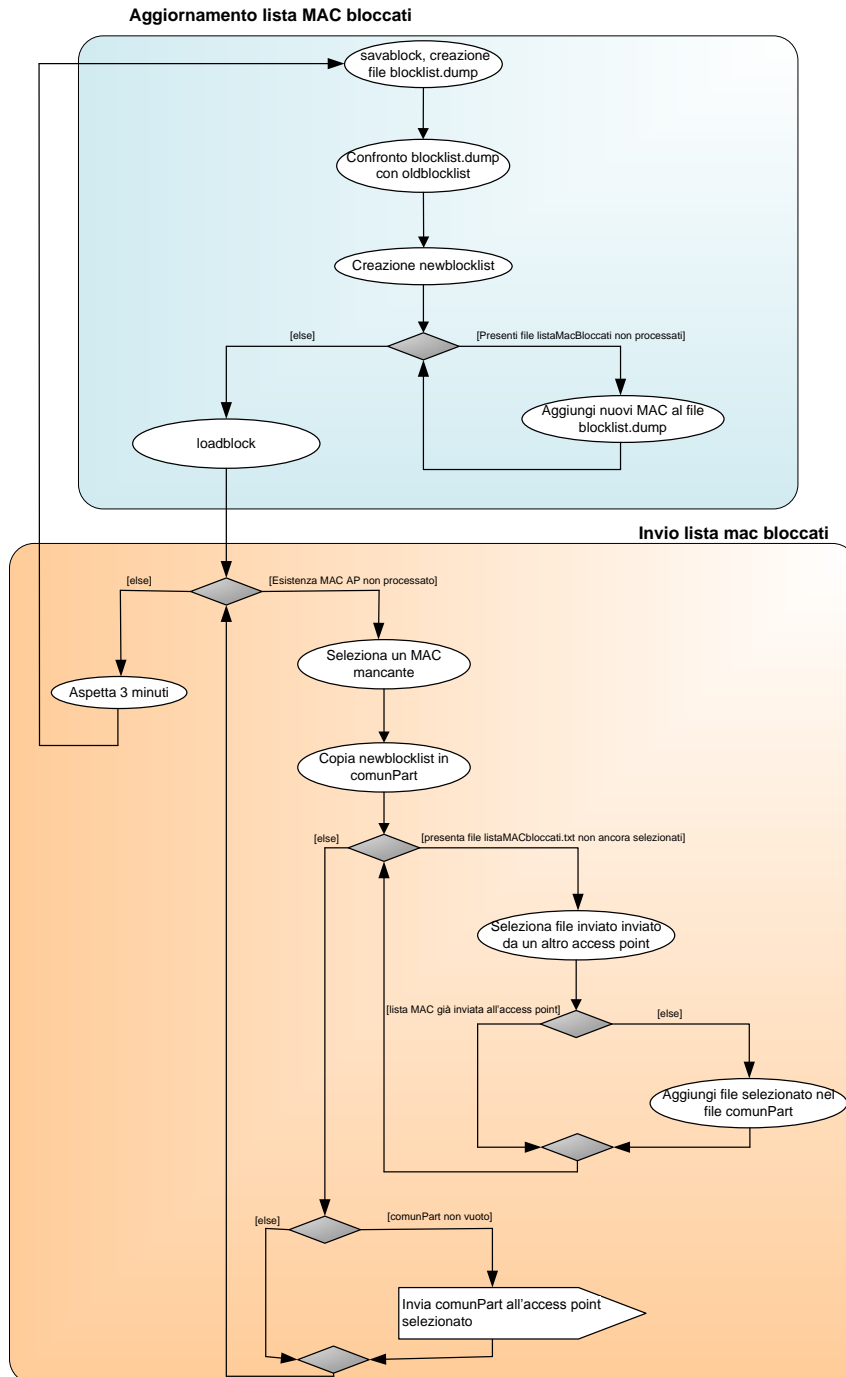 Aggiornamento lista MAC bloccati
savablock, creazione
file blocklist.dump
Confronto blocklist.dump
con oldblocklist
Creazione newblocklist
[else]
[Presenti file listaMacBloccati non processati]
Aggiungi nuovi MAC al file
blocklist.dump
loadblock
Invio lista mac bloccati
[else]
[Esistenza MAC AP non processato]
Seleziona un MAC
mancante
Aspetta 3 minuti
Copia newblocklist in
comunPart
[else]
[presenta file listaMACbloccati.txt non ancora selezionati]
Seleziona file inviato inviato
da un altro access point
[lista MAC già inviata all'access point]
[else]
Aggiungi file selezionato nel
file comunPart
[else]
[comunPart non vuoto]
Invia comunPart all'access point
selezionato